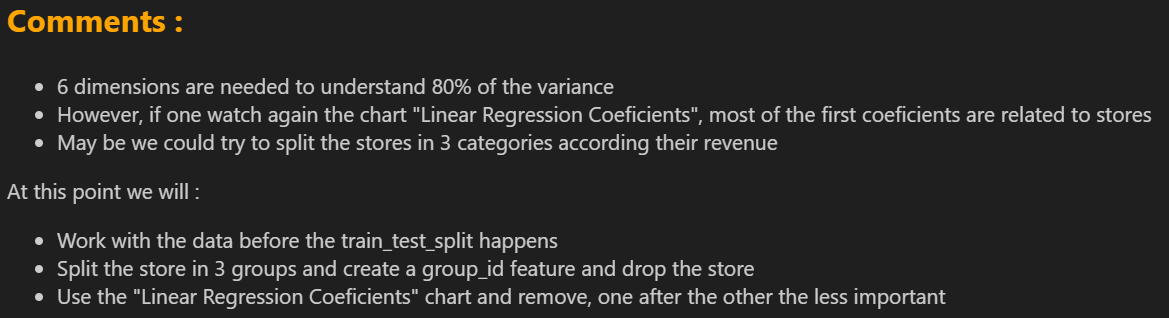 Comments :
• 6 dimensions are needed to understand 80% of the variance
• However, if one watch again the chart "Linear Regression Coeficients", most of the first coeficients are related to stores
• May be we could try to split the stores in 3 categories according their revenue
At this point we will :
• Work with the data before the train_test_split happens
• Split the store in 3 groups and create a group_id feature and drop the store
• Use the "Linear Regression Coeficients" chart and remove, one after the other the less important